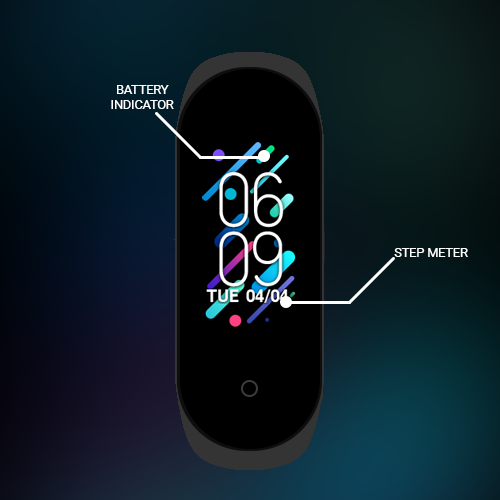 BATTERY
INDICATOR
06
09
STEP METER
TUE 04/04